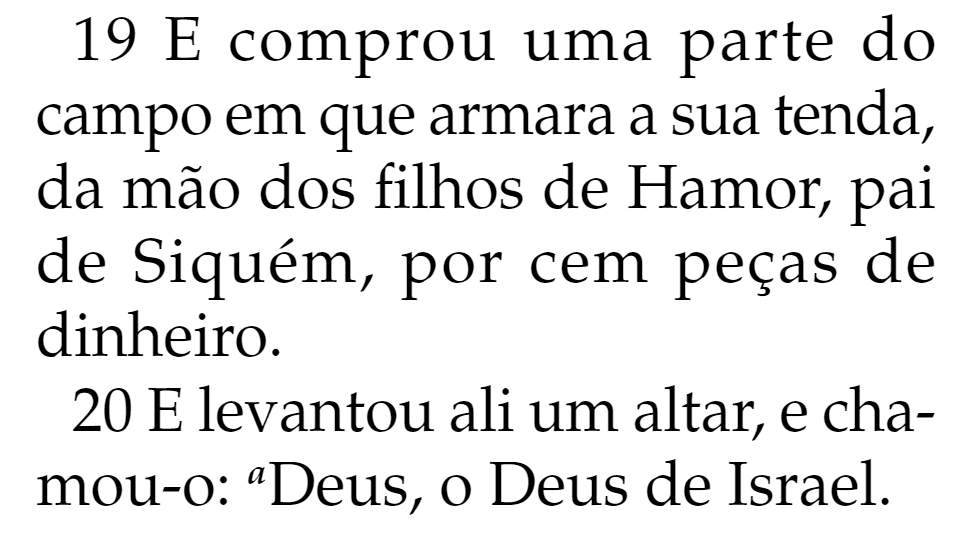 19 E comprou uma parte do
campo em que armara a sua tenda,
da mão dos filhos de Hamor, pai
de Siquém, por cem peças de
dinheiro.
20 E levantou ali um altar, e cha-
mou-o: ᵃDeus, o Deus de Israel.